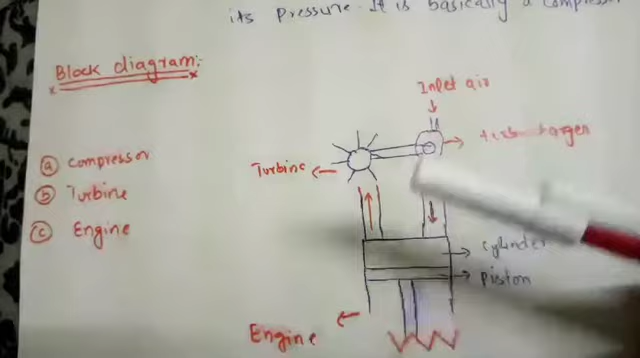 its pressure. It is basically a compressor
Block diagram:
Inlet air
turbocharger
ⓐ Compressor
Turbine
ⓑ Turbine
ⓒ Engine
cylinder
piston
Engine